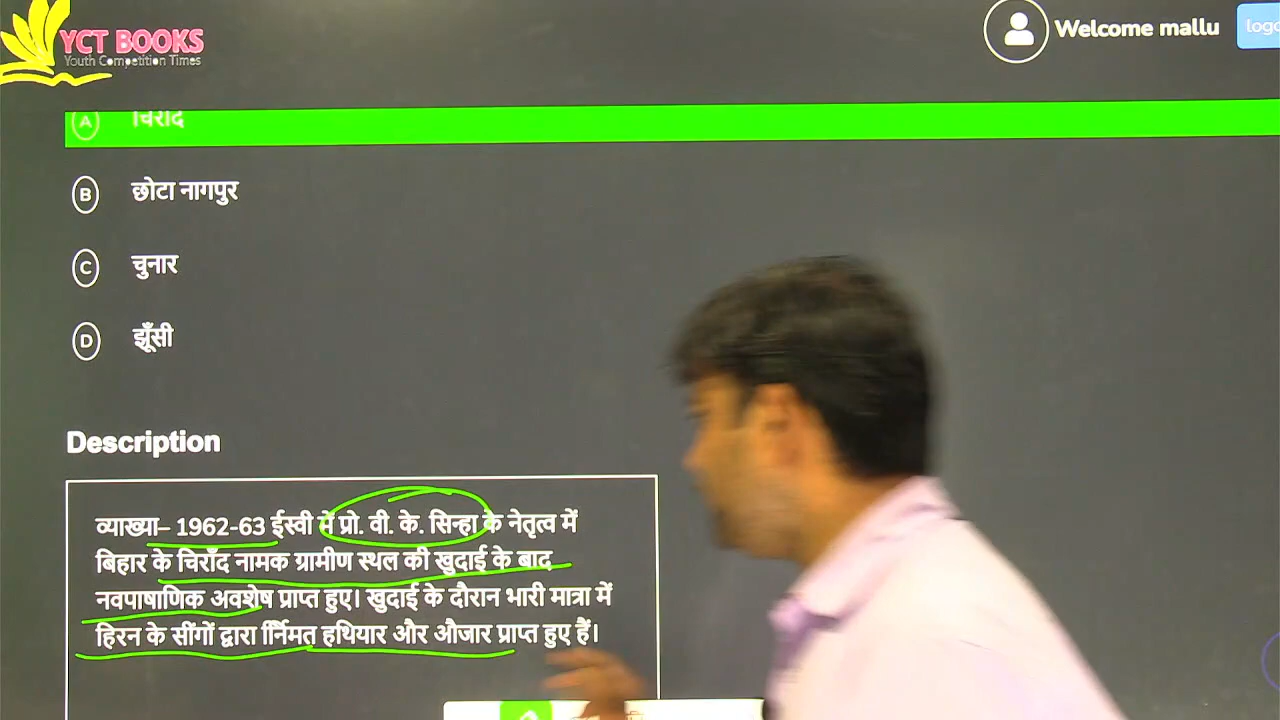 YCT BOOKS
Youth Competition Times
Welcome mallu
A चिराँद
B छोटा नागपुर
C चुनार
D झूँसी
Description
व्याख्या– 1962-63 ईस्वी में प्रो. वी. के. सिन्हा के नेतृत्व में
बिहार के चिराँद नामक ग्रामीण स्थल की खुदाई के बाद
नवपाषाणिक अवशेष प्राप्त हुए। खुदाई के दौरान भारी मात्रा में
हिरन के सींगों द्वारा र्निमित हथियार और औजार प्राप्त हुए हैं।